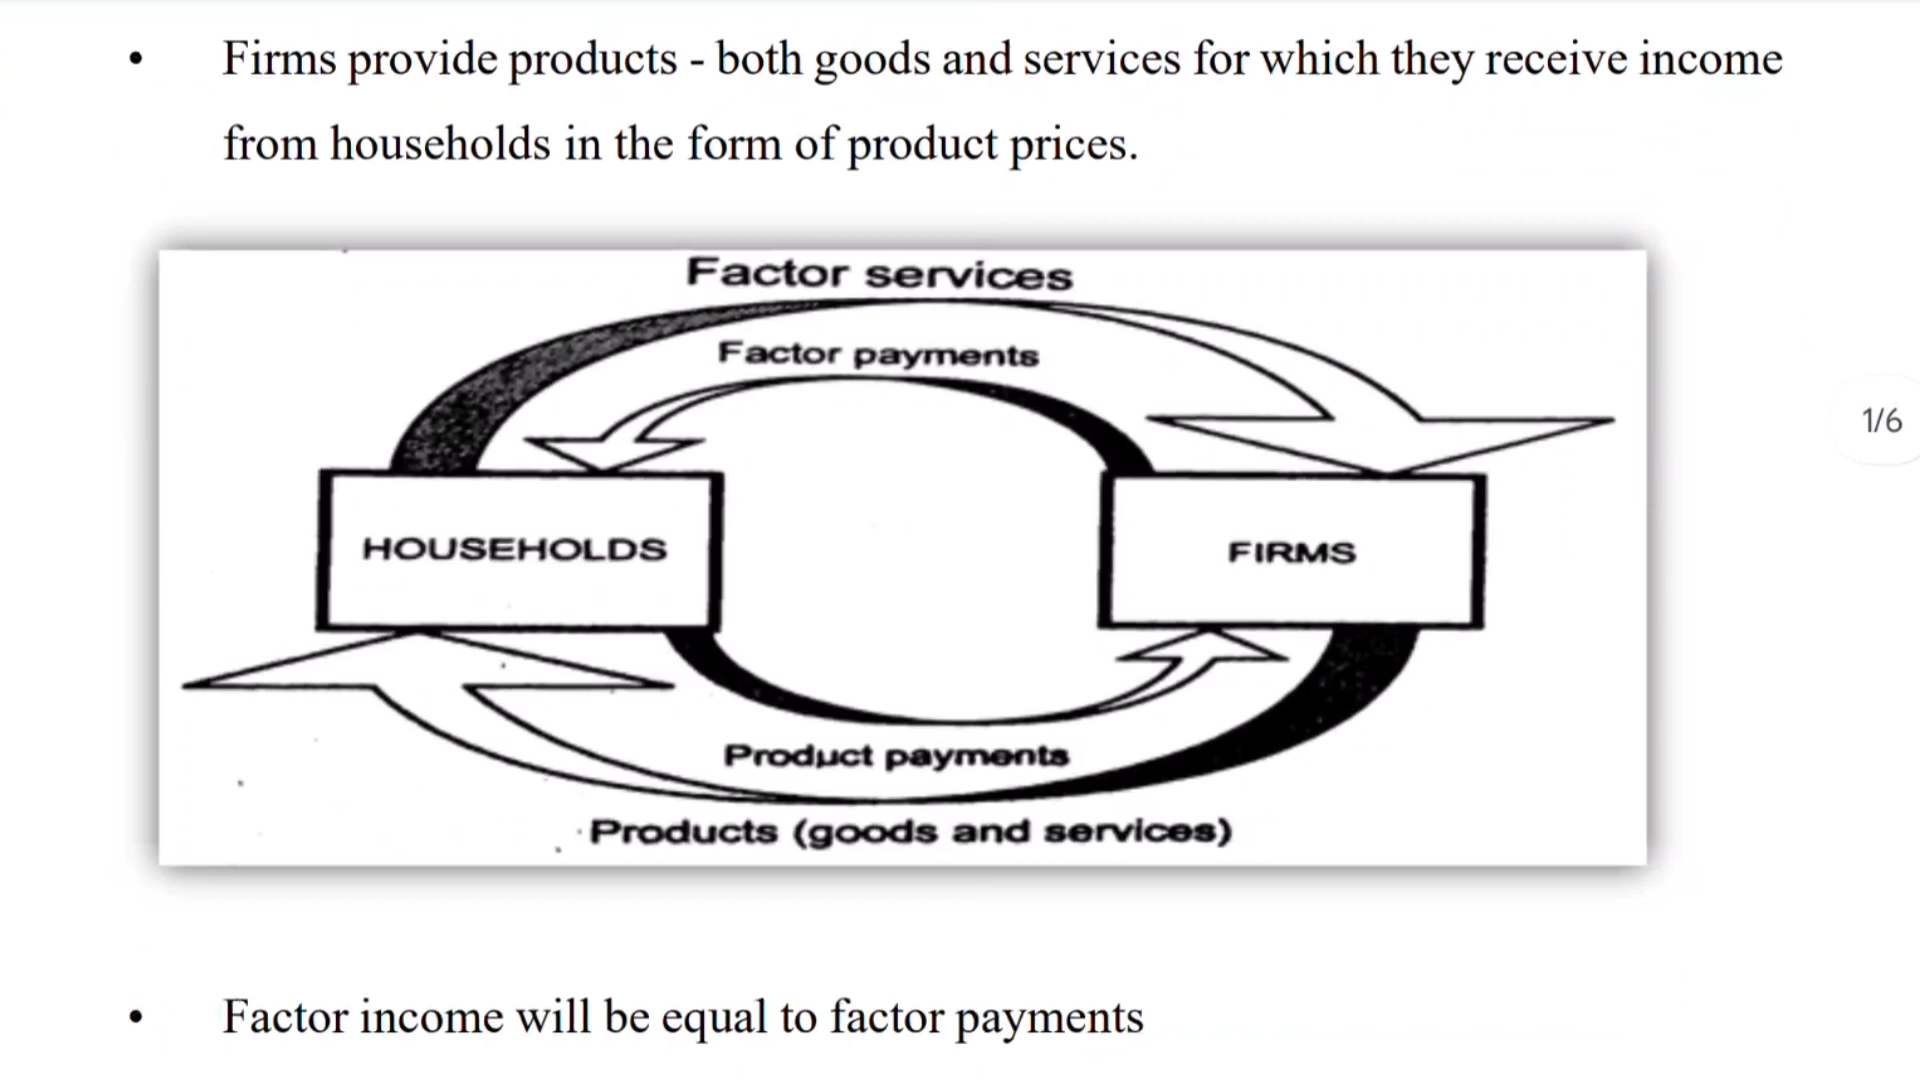 • Firms provide products - both goods and services for which they receive income
from households in the form of product prices.
Factor services
Factor payments
HOUSEHOLDS
FIRMS
1/6
Product payments
Products (goods and services)
• Factor income will be equal to factor payments